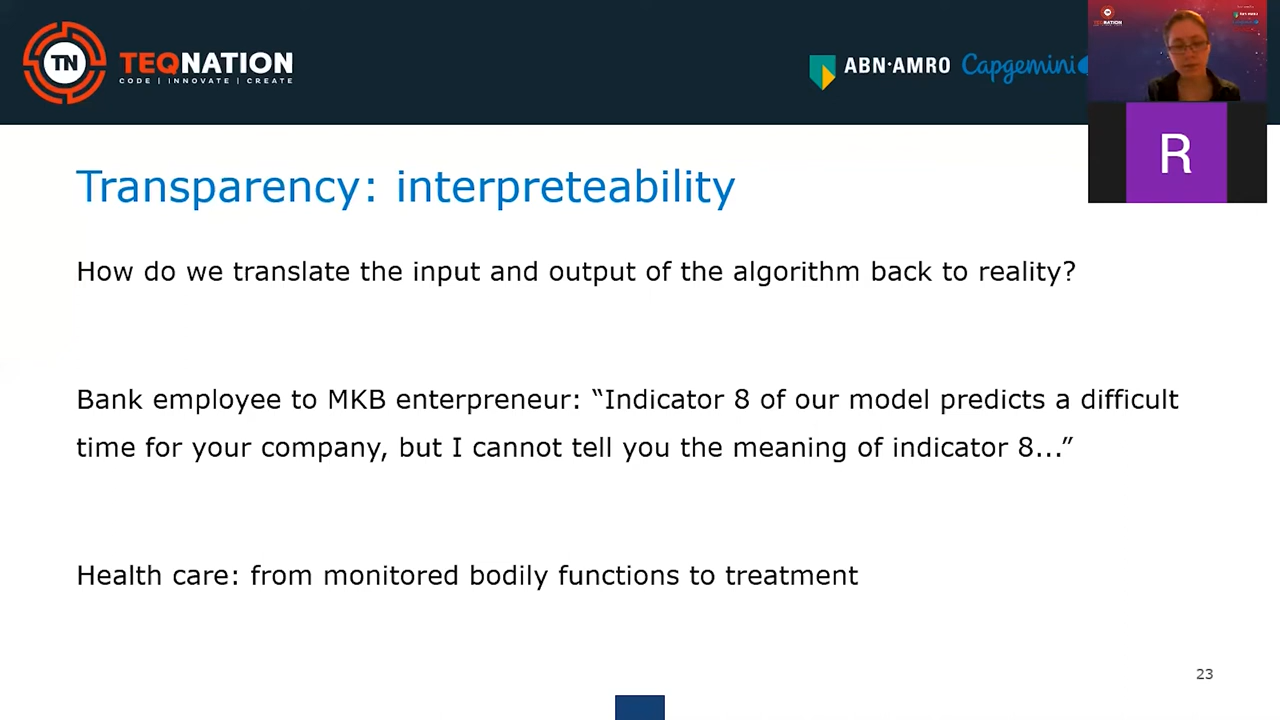 TN
TEQNATION
CODE | INNOVATE | CREATE
ABN·AMRO
Capgemini
R
Transparency: interpreteability
How do we translate the input and output of the algorithm back to reality?
Bank employee to MKB enterpreneur: “Indicator 8 of our model predicts a difficult
time for your company, but I cannot tell you the meaning of indicator 8...”
Health care: from monitored bodily functions to treatment
23